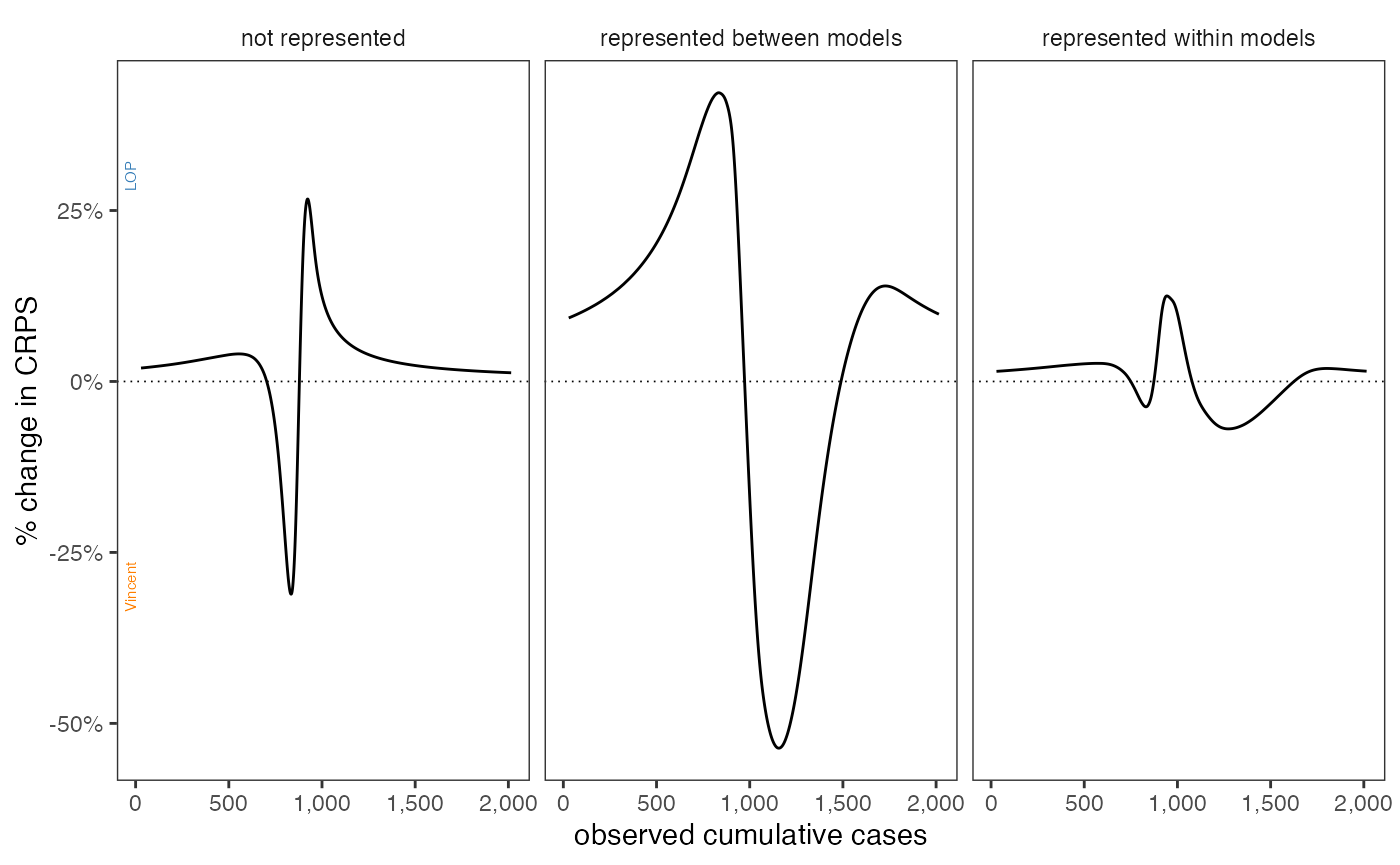 not represented
represented between models
represented within models
% change in CRPS
LOP
Vincent
25%
0%
-25%
-50%
0 500 1,000 1,500 2,000
0 500 1,000 1,500 2,000
0 500 1,000 1,500 2,000
observed cumulative cases